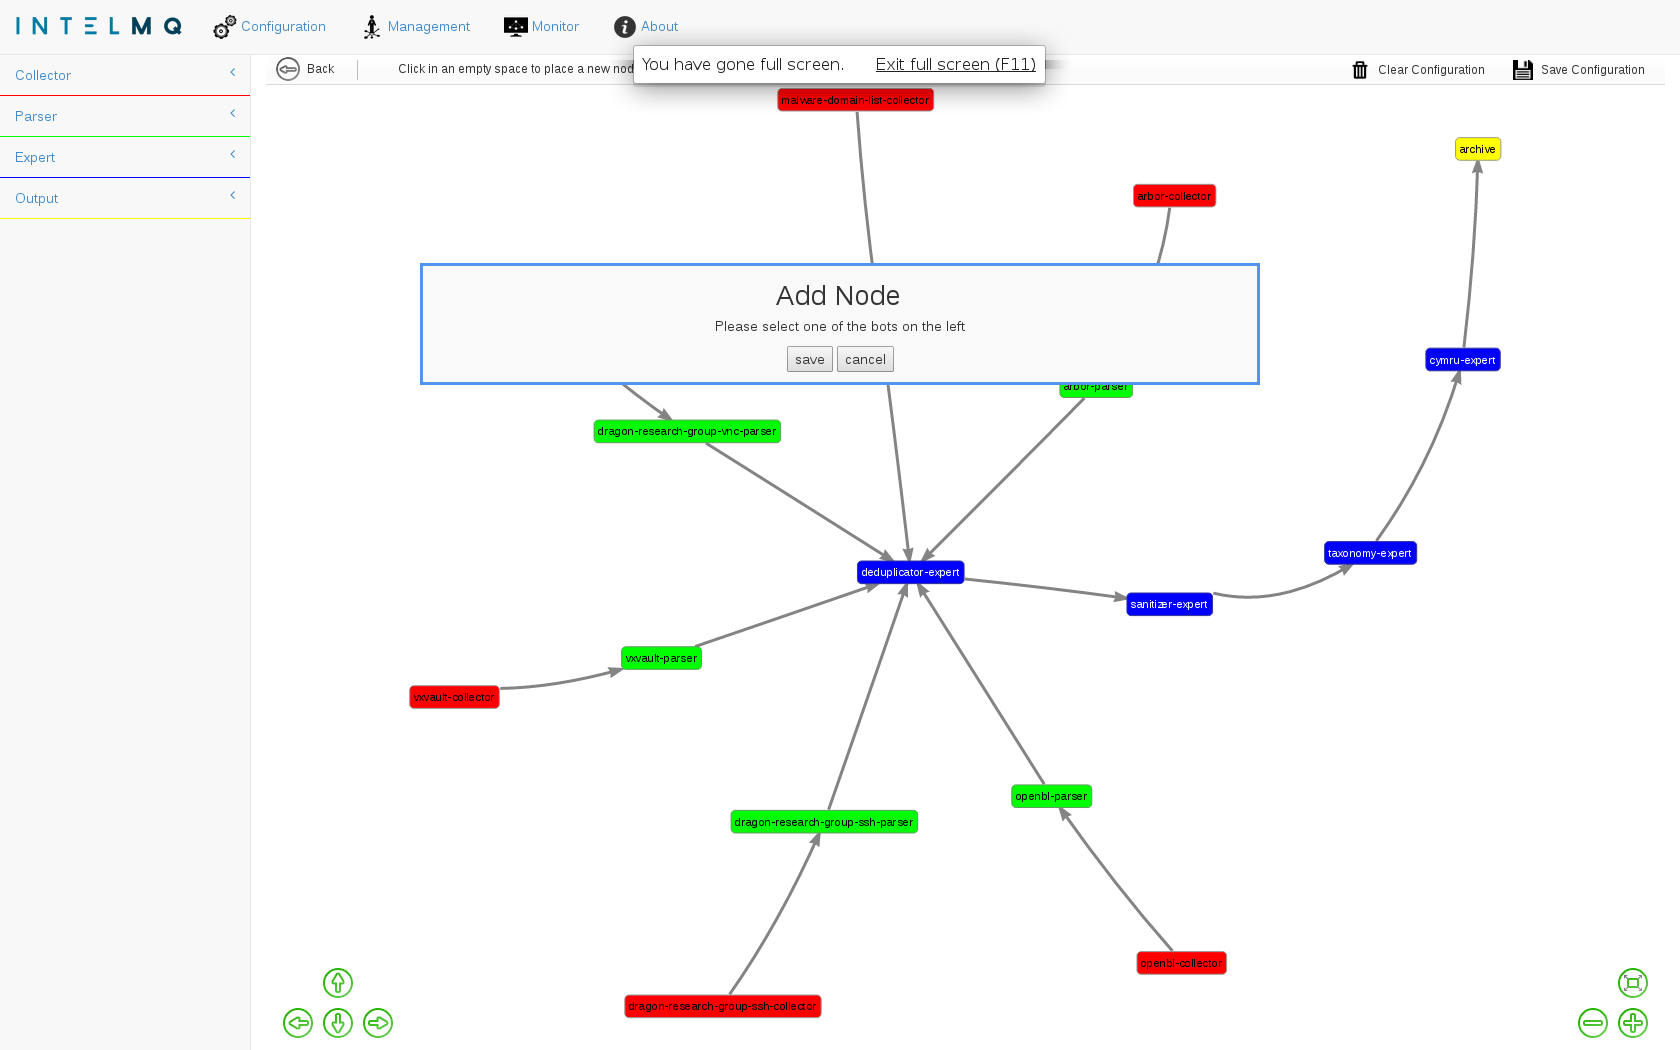 INTELMQ
Configuration
Management
Monitor
About
You have gone full screen. Exit full screen (F11)
Collector
Parser
Expert
Output
Back
Click in an empty space to place a new nod
Clear Configuration
Save Configuration
malware-domain-list-collector
archive
arbor-collector
Add Node
Please select one of the bots on the left
save
cancel
cymru-expert
arbor-parser
dragon-research-group-vnc-parser
taxonomy-expert
deduplicator-expert
sanitizer-expert
vxvault-parser
vxvault-collector
openbl-parser
dragon-research-group-ssh-parser
openbl-collector
dragon-research-group-ssh-collector